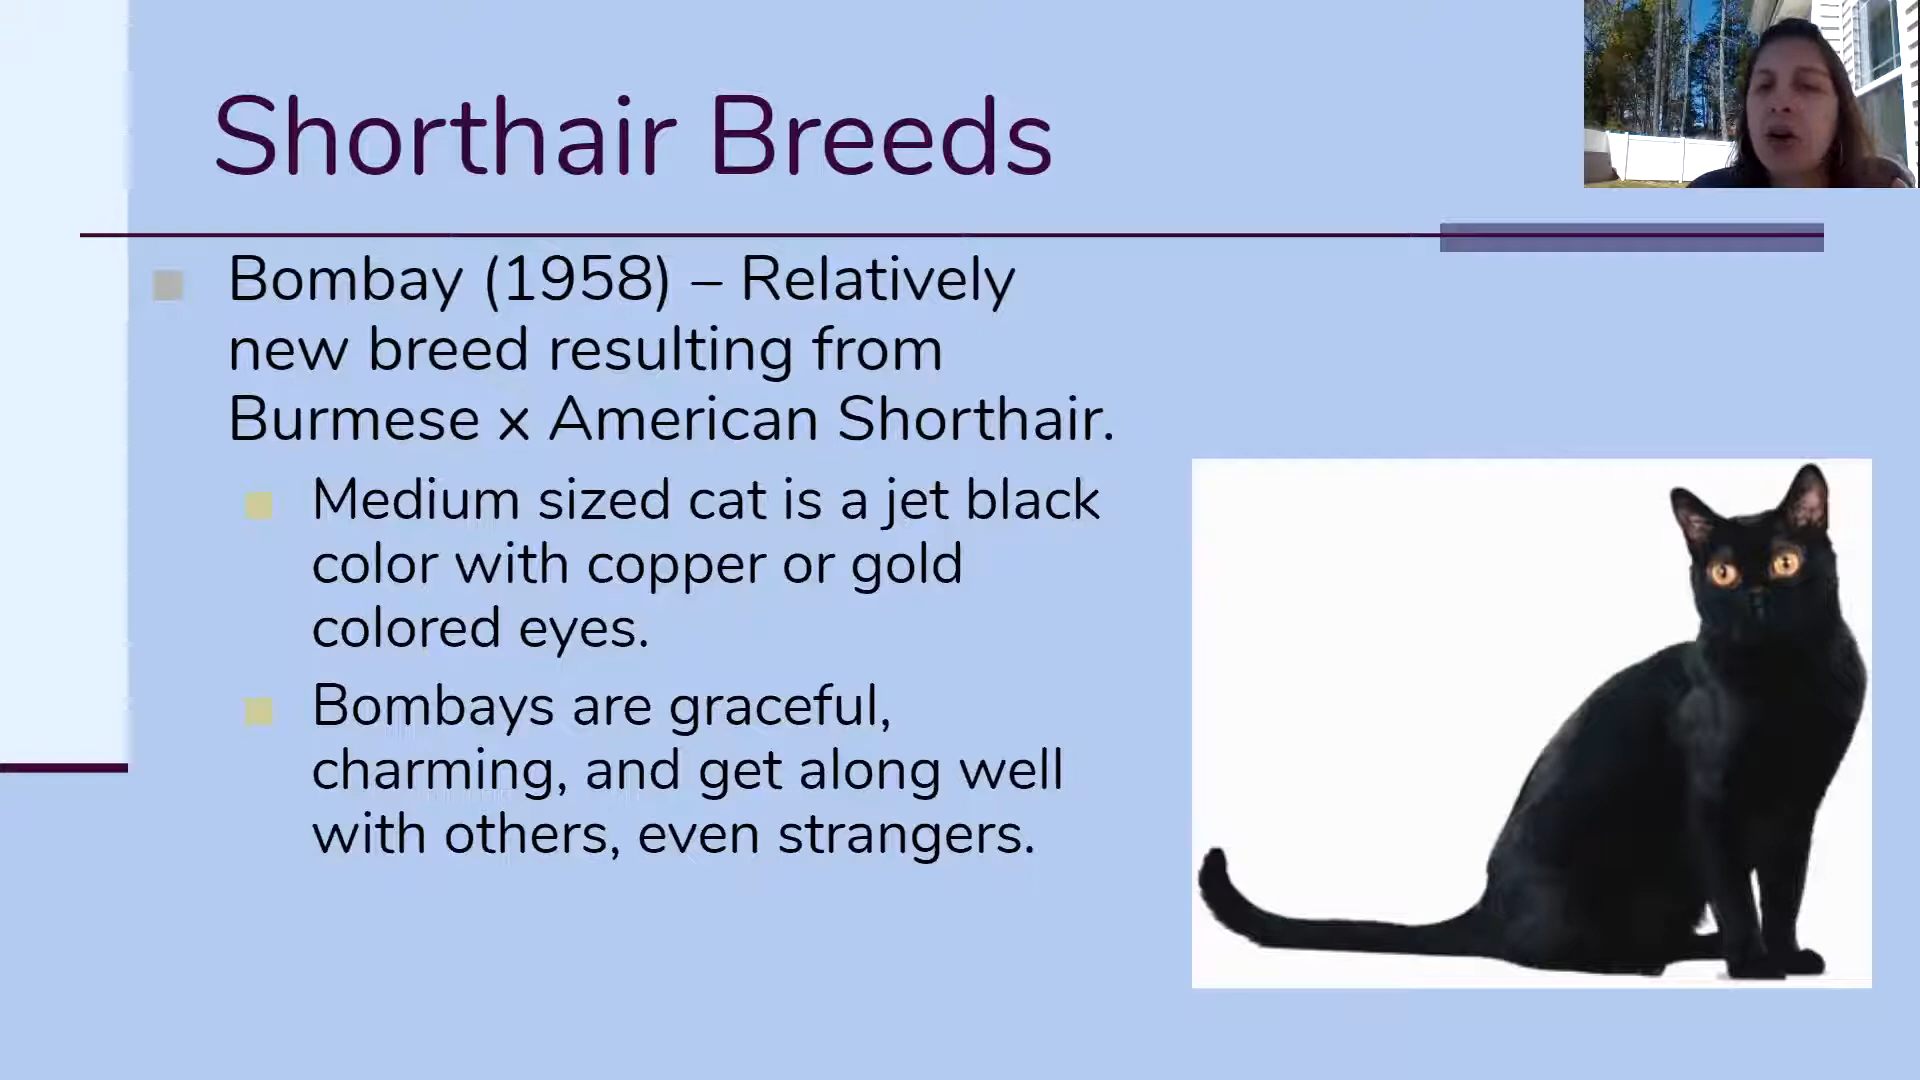 Shorthair Breeds
Bombay (1958) – Relatively
new breed resulting from
Burmese x American Shorthair.
Medium sized cat is a jet black
color with copper or gold
colored eyes.
Bombays are graceful,
charming, and get along well
with others, even strangers.